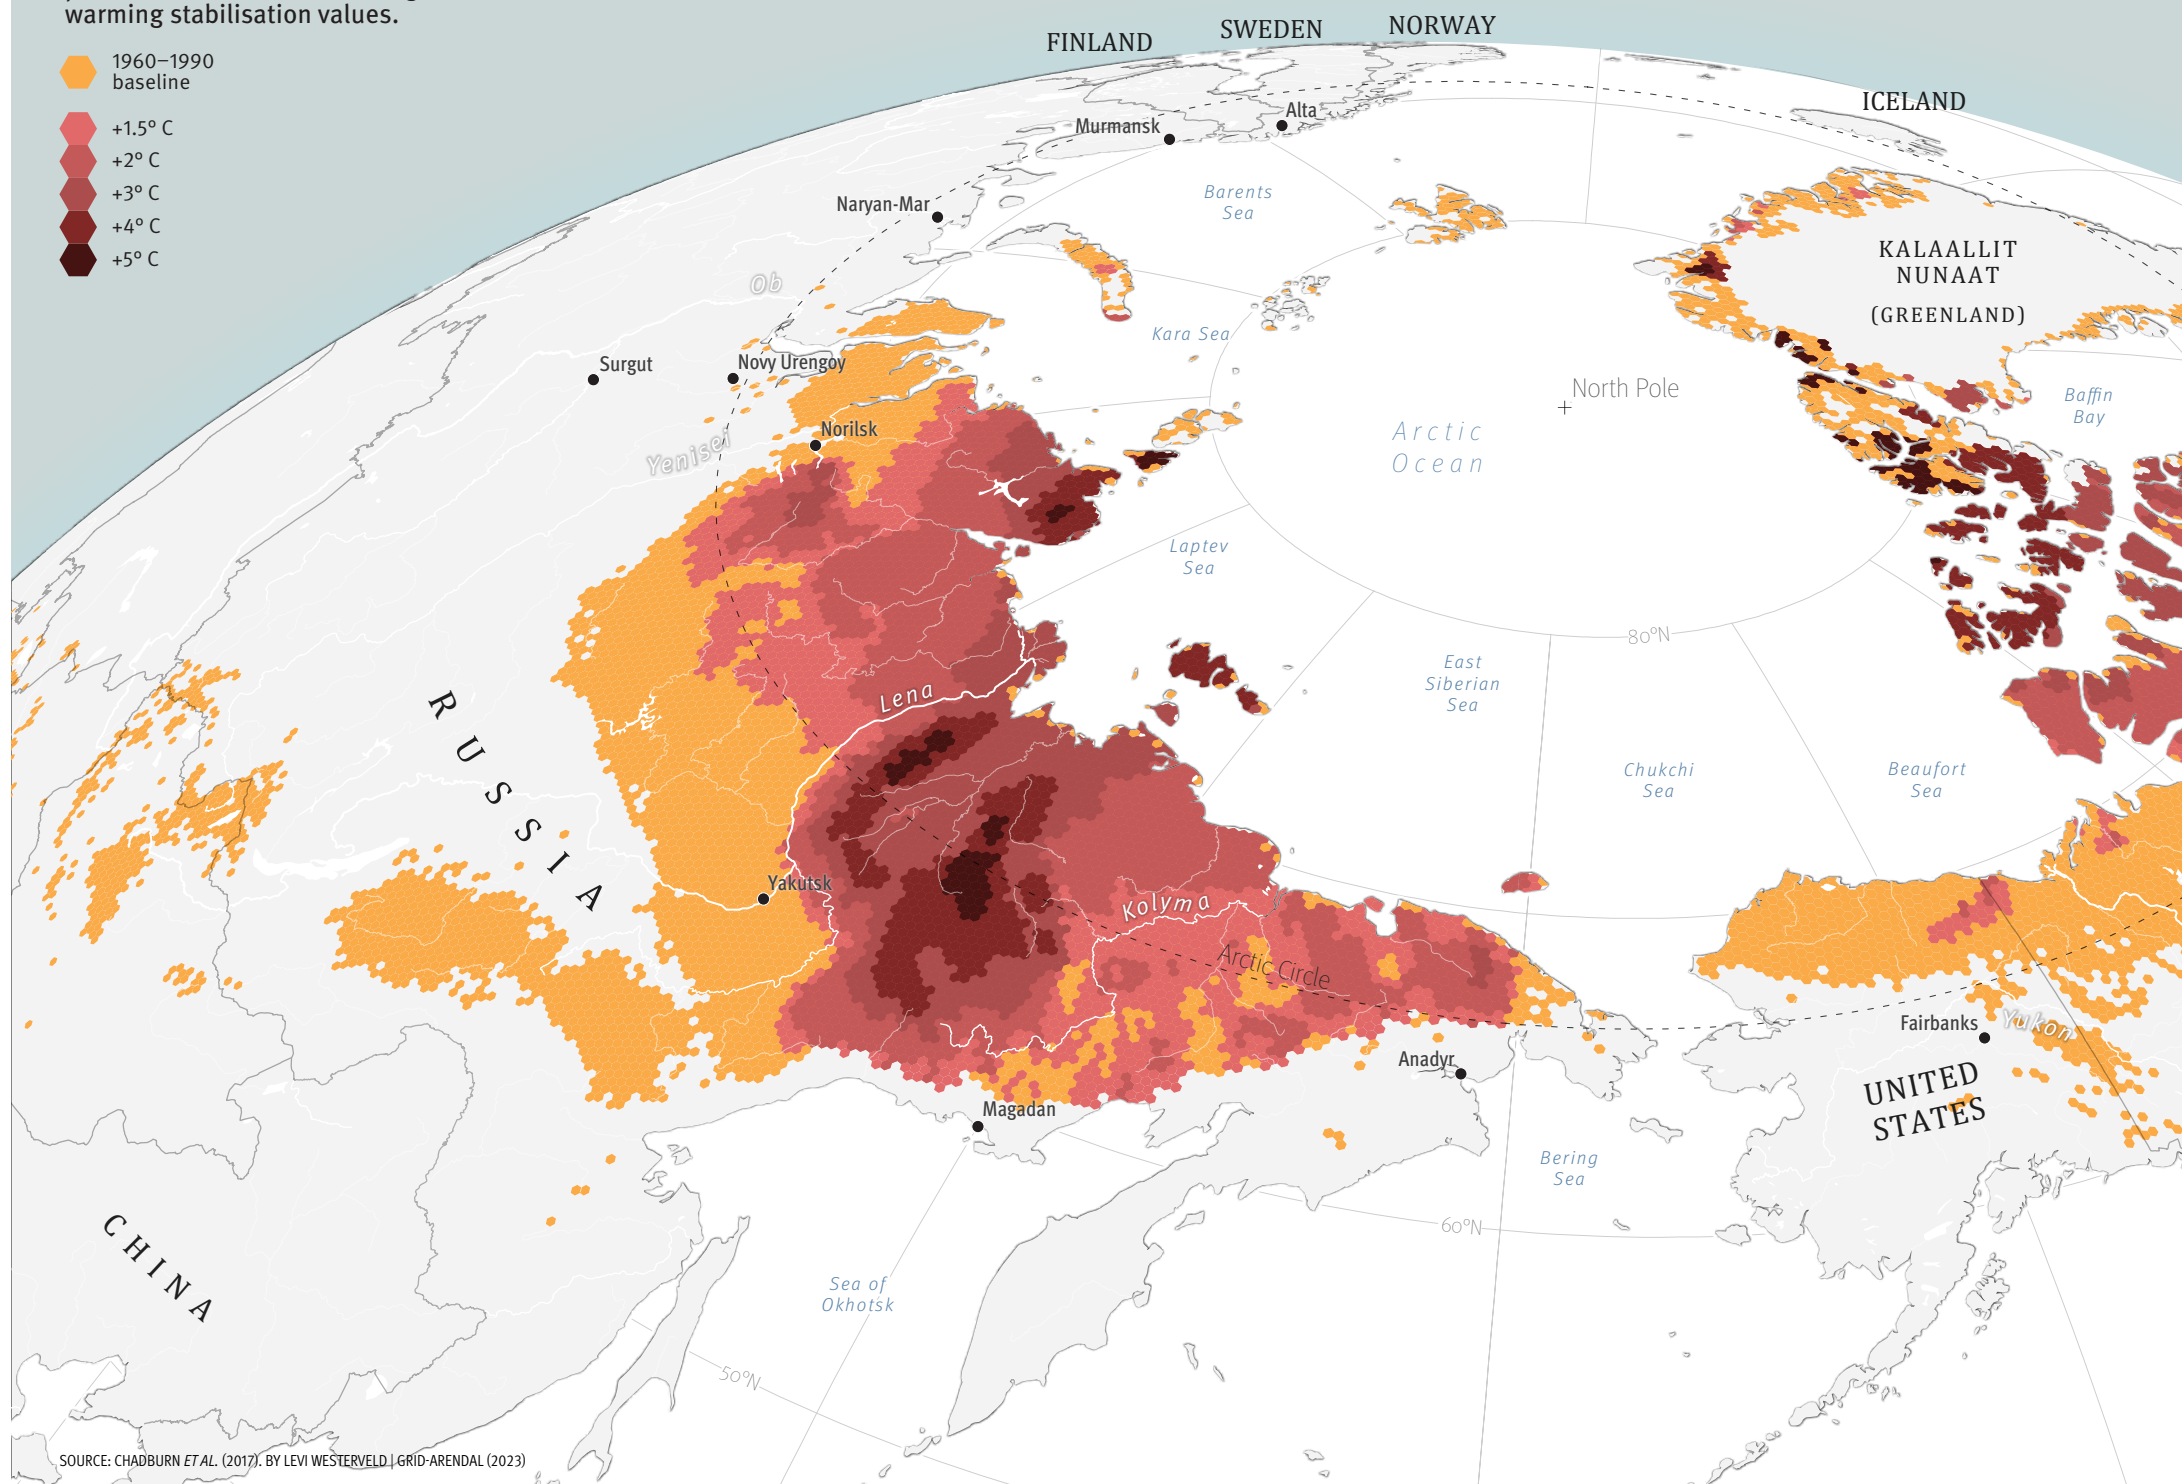 warming stabilisation values.
1960–1990
baseline
+1.5° C
+2° C
+3° C
+4° C
+5° C
FINLAND
SWEDEN
NORWAY
ICELAND
Murmansk
Alta
Naryan-Mar
Barents
Sea
KALAALLIT
NUNAAT
(GREENLAND)
Ob
Kara Sea
Surgut
Novy Urengoy
North Pole
Baffin
Bay
Norilsk
Yenisei
Arctic
Ocean
Laptev
Sea
80°N
East
Siberian
Sea
Lena
RUSSIA
Chukchi
Sea
Beaufort
Sea
Yakutsk
Kolyma
Arctic Circle
Fairbanks
Yukon
Anadyr
UNITED
STATES
Magadan
Bering
Sea
60°N
CHINA
Sea of
Okhotsk
50°N
SOURCE: CHADBURN ET AL. (2017). BY LEVI WESTERVELD | GRID-ARENDAL (2023)